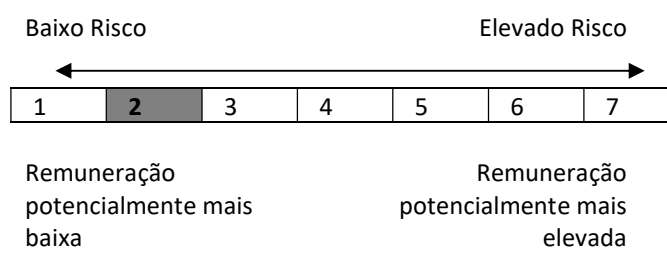 Baixo Risco Elevado Risco
1 2 3 4 5 6 7
Remuneração
potencialmente mais
baixa
Remuneração
potencialmente mais
elevada